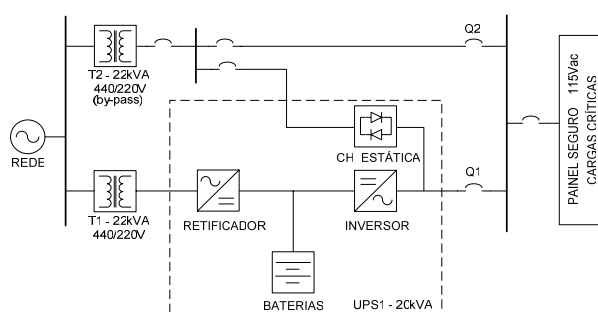 Q2
T2 - 22kVA
440/220V
(by-pass)
CH ESTÁTICA
REDE
Q1
T1 - 22kVA
440/220V
RETIFICADOR
INVERSOR
BATERIAS
UPS1 - 20kVA
PAINEL SEGURO 115Vac
CARGAS CRÍTICAS